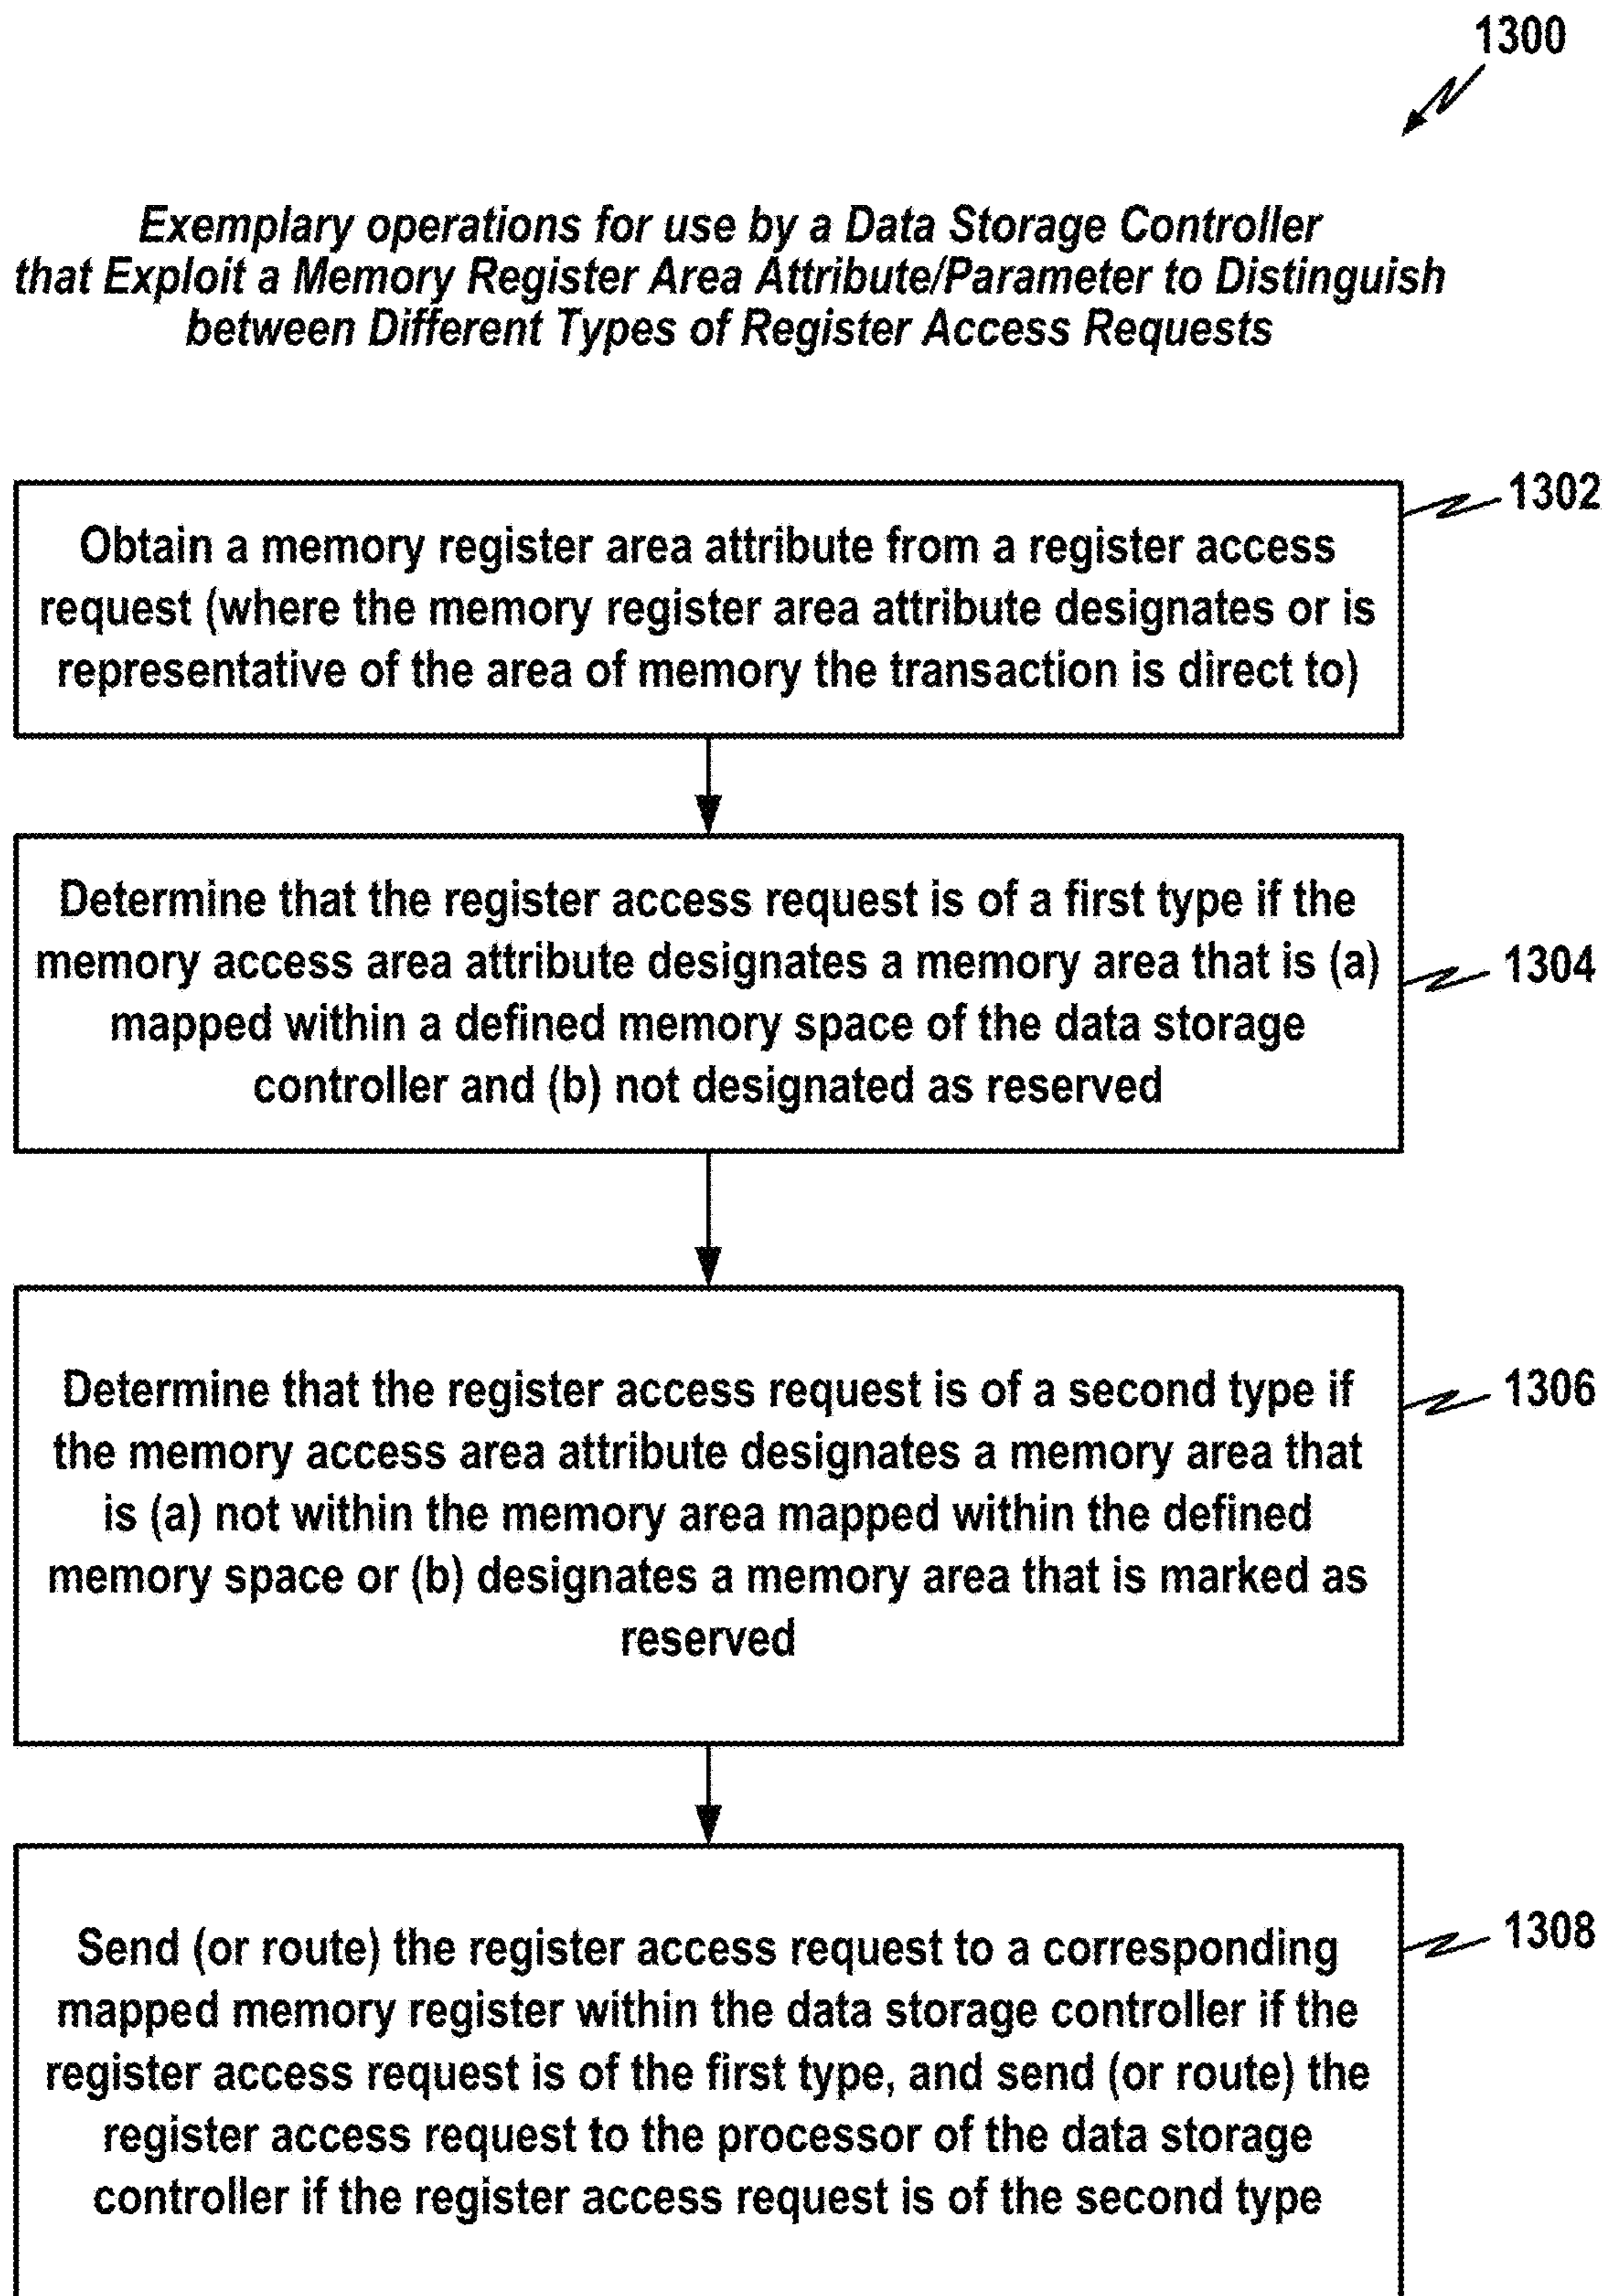 1300
Exemplary operations for use by a Data Storage Controller
that Exploit a Memory Register Area Attribute/Parameter to Distinguish
between Different Types of Register Access Requests
1302
Obtain a memory register area attribute from a register access
request (where the memory register area attribute designates or is
representative of the area of memory the transaction is direct to)
Determine that the register access request is of a first type if the
memory access area attribute designates a memory area that is (a)
1304
mapped within a defined memory space of the data storage
controller and (b) not designated as reserved
Determine that the register access request is of a second type if
1306
the memory access area attribute designates a memory area that
is (a) not within the memory area mapped within the defined
memory space or (b) designates a memory area that is marked as
reserved
Send (or route) the register access request to a corresponding
1308
mapped memory register within the data storage controller if the
register access request is of the first type, and send (or route) the
register access request to the processor of the data storage
controller if the register access request is of the second type